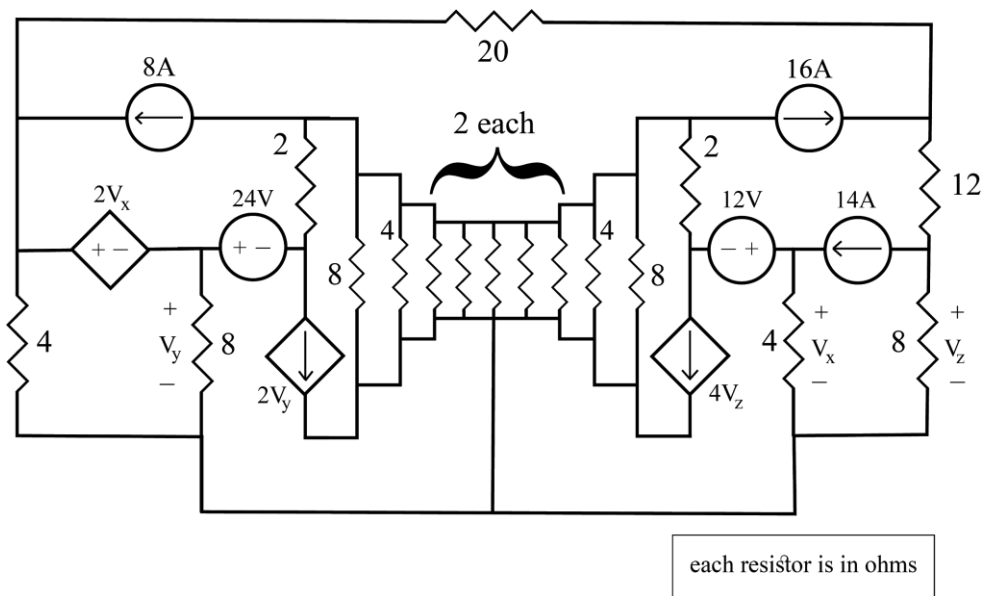 20
8A
16A
2 each
2
2
12
2Vx
24V
12V
14A
+ −
+ −
− +
4
4
8
8
4
+
Vy
−
8
2Vy
4Vz
4
+
Vx
−
8
+
Vz
−
each resistor is in ohms